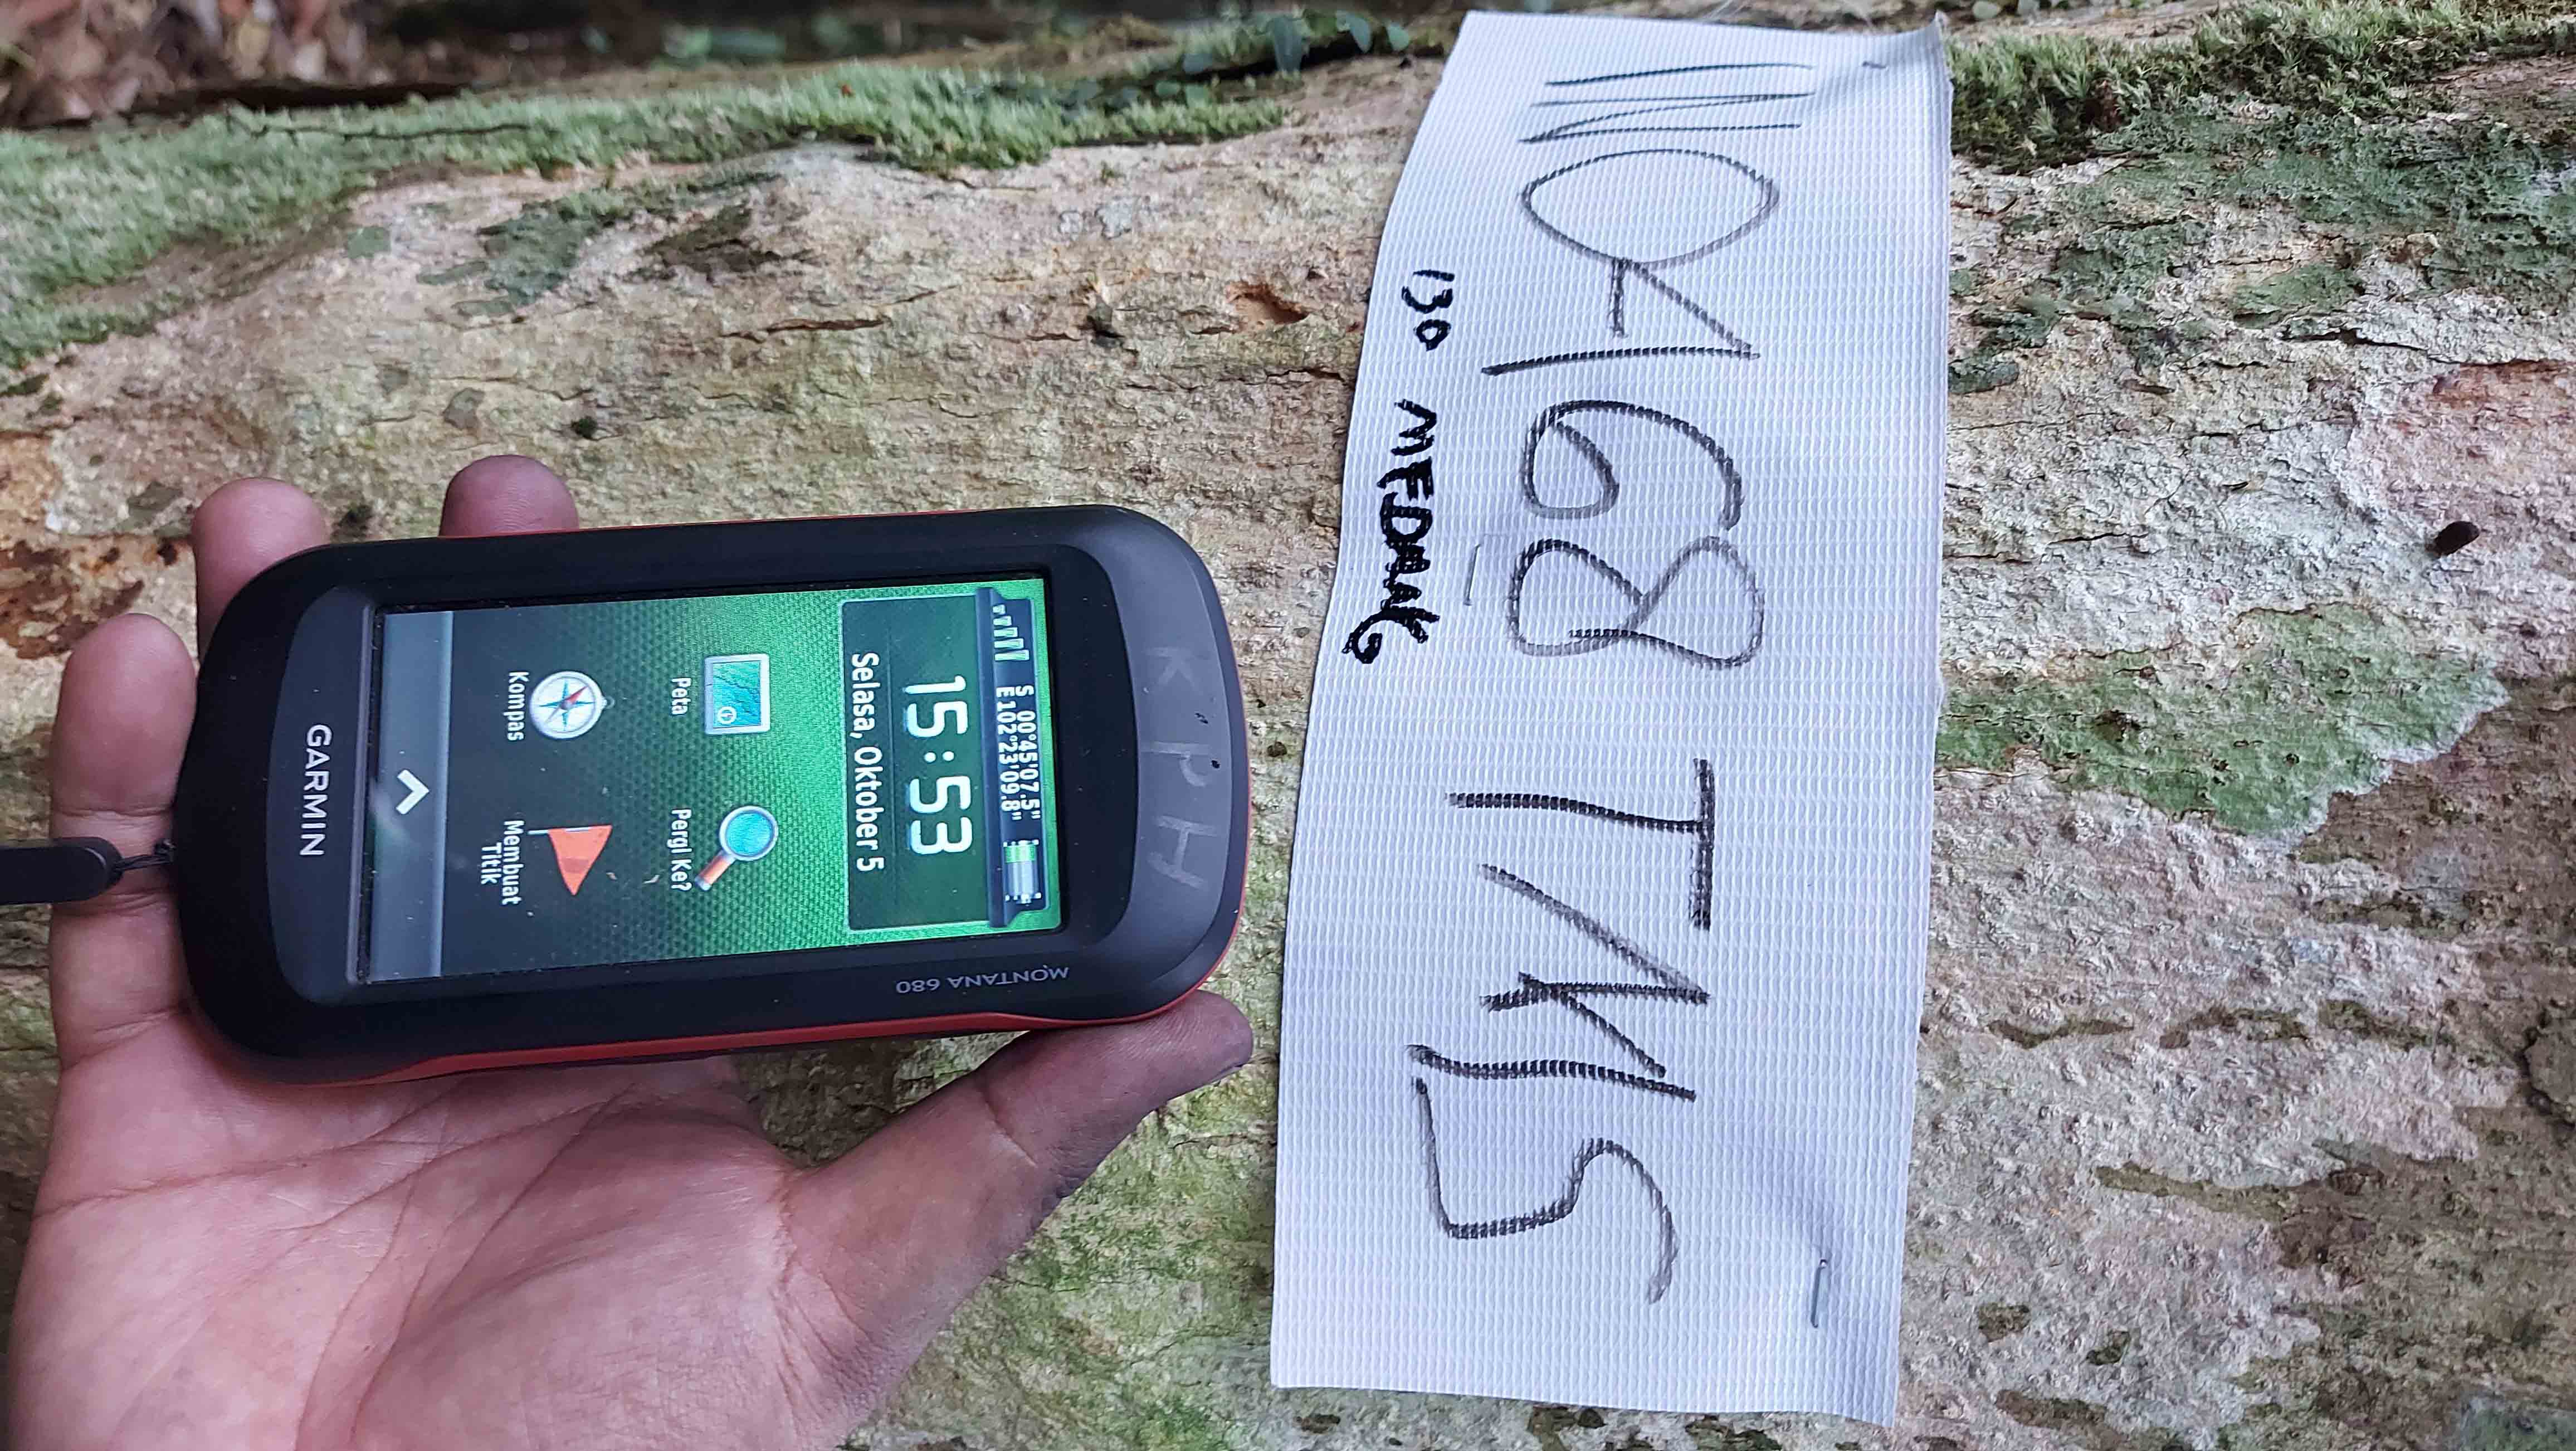 INO468 TMS
130 MEDANG
KPH
MONTANA 680
S 00°45'07.5"
E102°23'09.8"
15:53
Selasa, Oktober 5
Peta
Pergi Ke?
Kompas
Membuat
Titik
GARMIN